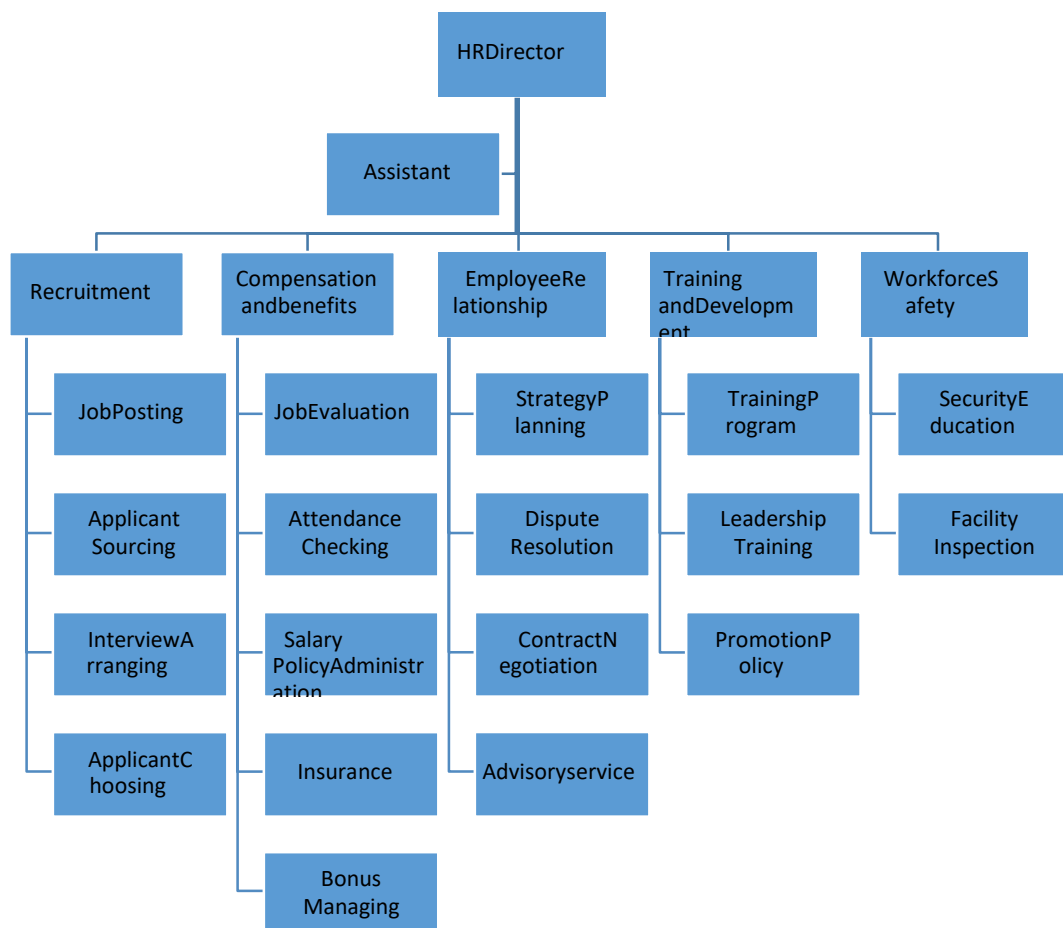 HRDirector
Assistant
Recruitment
Compensation
andbenefits
EmployeeRe
lationship
Training
andDevelopm
ent
WorkforceS
afety
JobPosting
JobEvaluation
StrategyP
lanning
TrainingP
rogram
SecurityE
ducation
Applicant
Sourcing
Attendance
Checking
Dispute
Resolution
Leadership
Training
Facility
Inspection
InterviewA
rranging
Salary
PolicyAdministr
ation
ContractN
egotiation
PromotionP
olicy
ApplicantC
hoosing
Insurance
Advisoryservice
Bonus
Managing